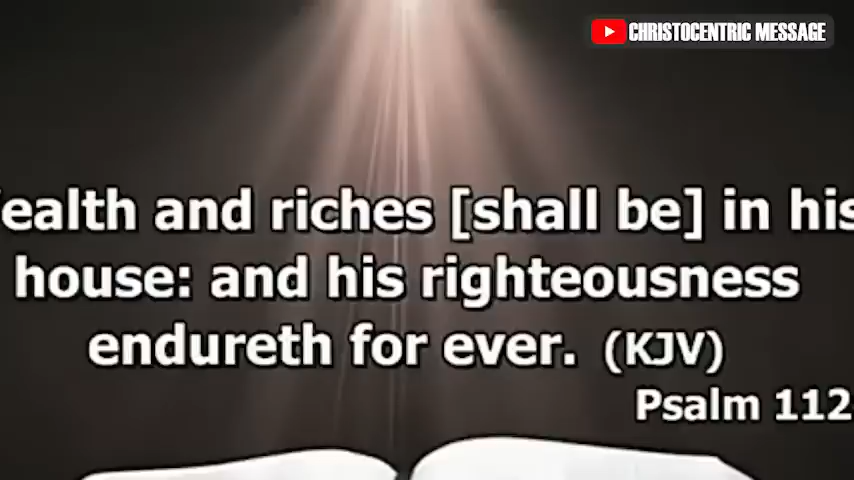 CHRISTOCENTRIC MESSAGE
ealth and riches [shall be] in his
house: and his righteousness
endureth for ever. (KJV)
Psalm 112